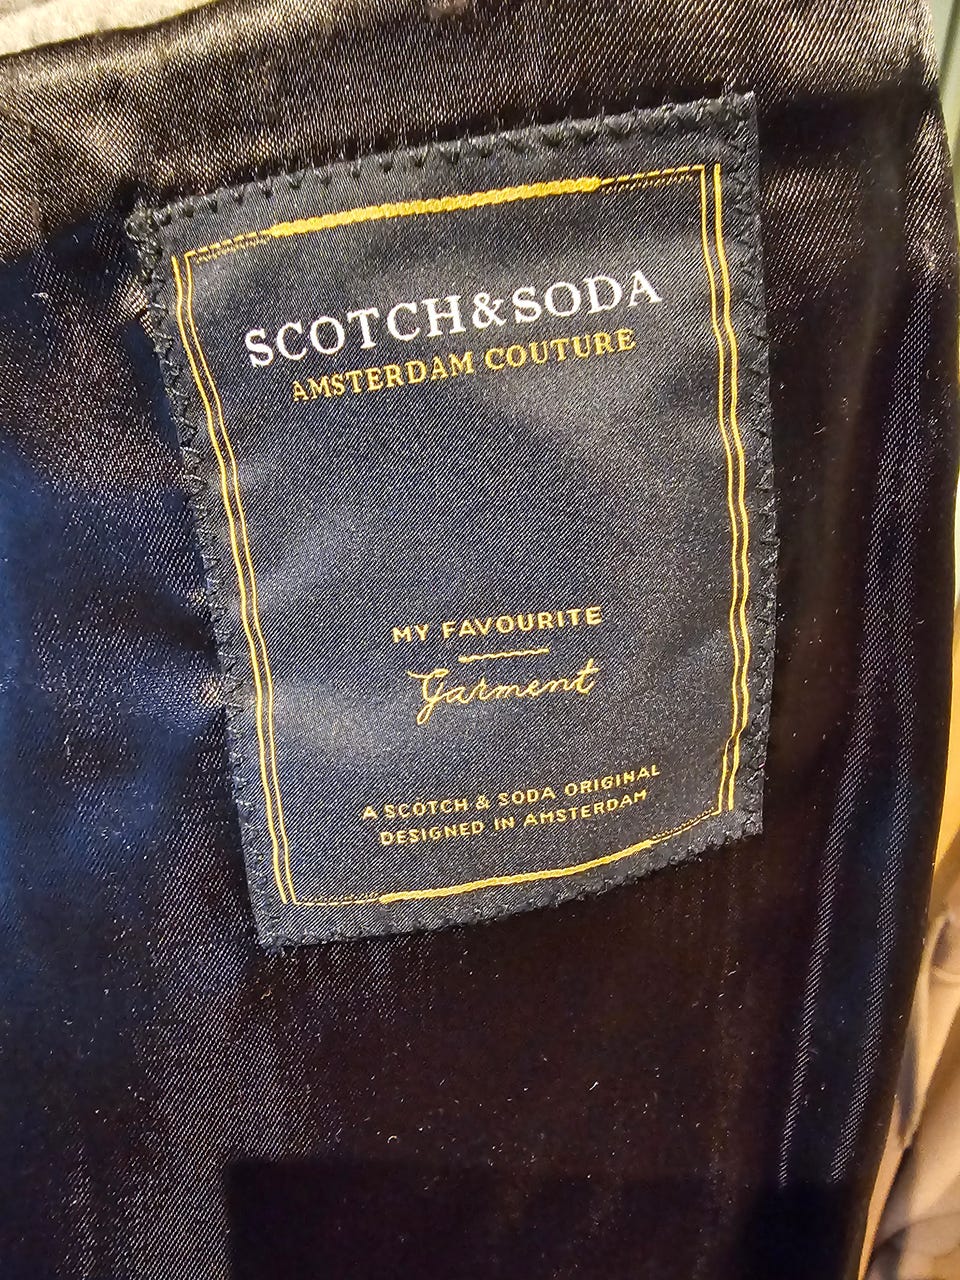 SCOTCH&SODA
AMSTERDAM COUTURE
MY FAVOURITE
Garment
A SCOTCH & SODA ORIGINAL
DESIGNED IN AMSTERDAM